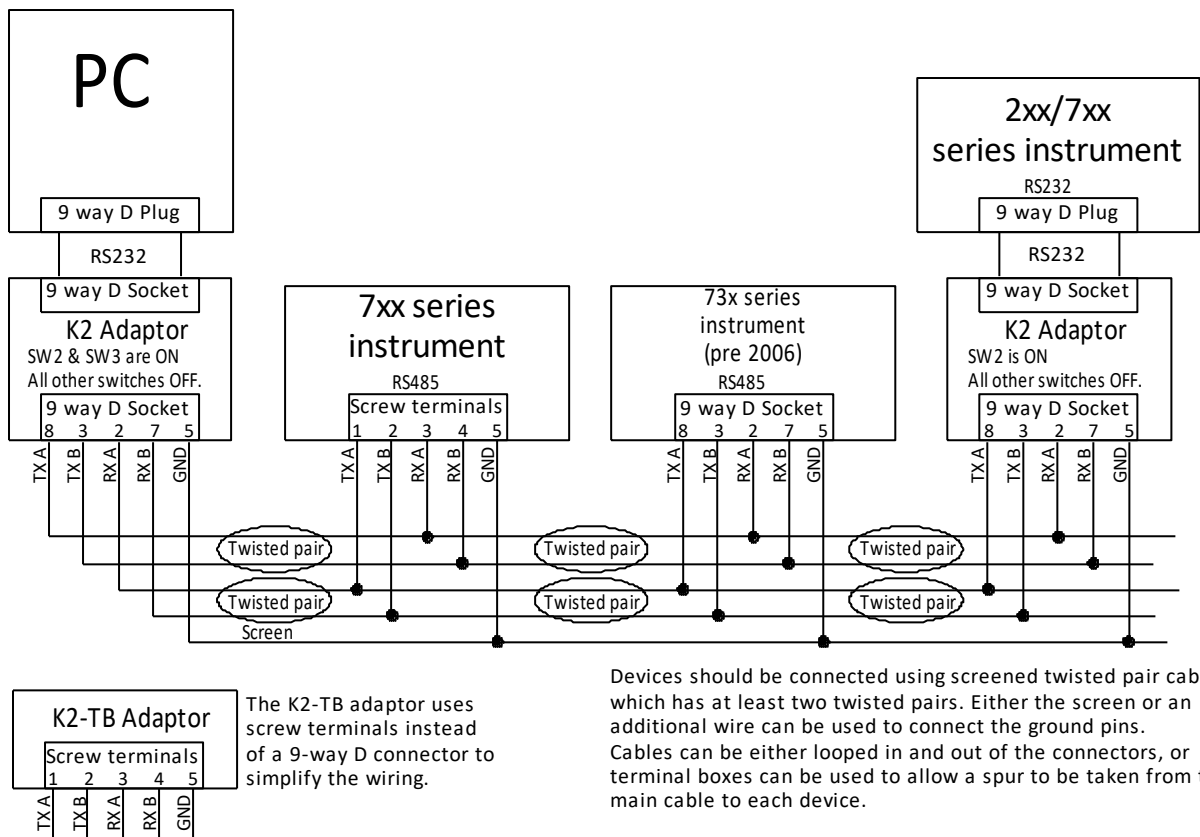 PC
9 way D Plug
RS232
9 way D Socket
K2 Adaptor
SW2 & SW3 are ON
All other switches OFF.
9 way D Socket
8 3 2 7 5
TX A
TX B
RX A
RX B
GND
7xx series
instrument
RS485
Screw terminals
1 2 3 4 5
TX A
TX B
RX A
RX B
GND
73x series
instrument
(pre 2006)
RS485
9 way D Socket
8 3 2 7 5
TX A
TX B
RX A
RX B
GND
2xx/7xx
series instrument
RS232
9 way D Plug
RS232
9 way D Socket
K2 Adaptor
SW2 is ON
All other switches OFF.
9 way D Socket
8 3 2 7 5
TX A
TX B
RX A
RX B
GND
Twisted pair
Twisted pair
Twisted pair
Twisted pair
Twisted pair
Twisted pair
Screen
K2-TB Adaptor
Screw terminals
1 2 3 4 5
TX A
TX B
RX A
RX B
GND
The K2-TB adaptor uses
screw terminals instead
of a 9-way D connector to
simplify the wiring.
Devices should be connected using screened twisted pair cab
which has at least two twisted pairs. Either the screen or an
additional wire can be used to connect the ground pins.
Cables can be either looped in and out of the connectors, or
terminal boxes can be used to allow a spur to be taken from
main cable to each device.